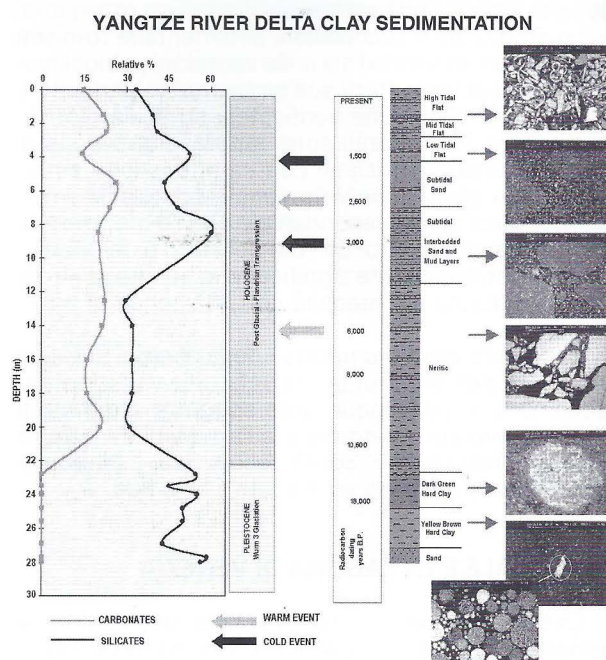 YANGTZE RIVER DELTA CLAY SEDIMENTATION
Relative %
0 15 30 45 60
0
2
4
6
8
10
12
14
16
18
20
22
24
26
28
30
DEPTH (m)
HOLOCENE
Post Glacial - Flandrian Transgression
PLEISTOCENE
Wurm 3 Glaciation
PRESENT
1,500
2,600
3,000
6,000
8,000
10,600
18,000
Radiocarbon
dating
years B.P.
High Tidal
Flat
Mid Tidal
Flat
Low Tidal
Flat
Subtidal
Sand
Subtidal
Interbedded
Sand and
Mud Layers
Neritic
Dark Green
Hard Clay
Yellow Brown
Hard Clay
Sand
CARBONATES
SILICATES
WARM EVENT
COLD EVENT